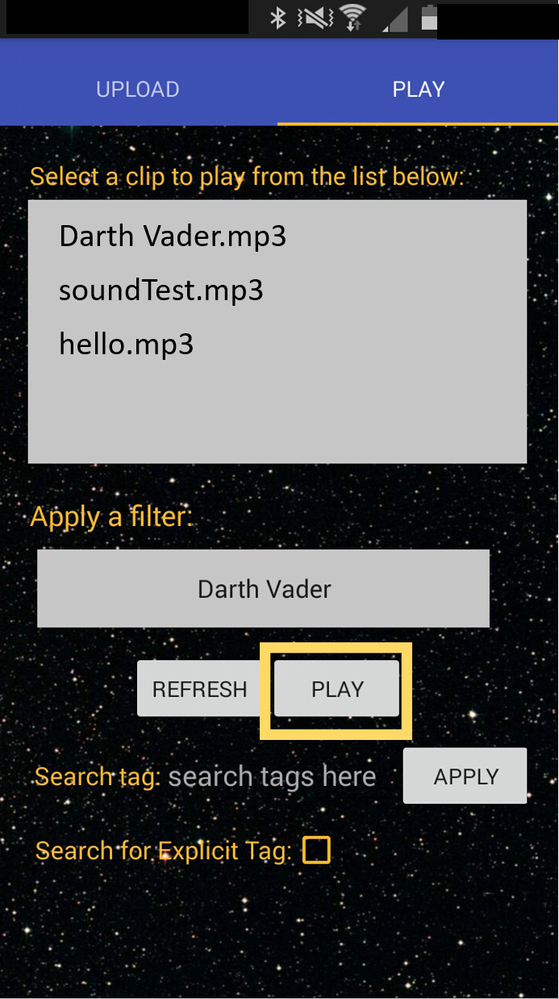 UPLOAD PLAY
Select a clip to play from the list below:
Darth Vader.mp3
soundTest.mp3
hello.mp3
Apply a filter:
Darth Vader
REFRESH PLAY
Search tag: search tags here APPLY
Search for Explicit Tag: